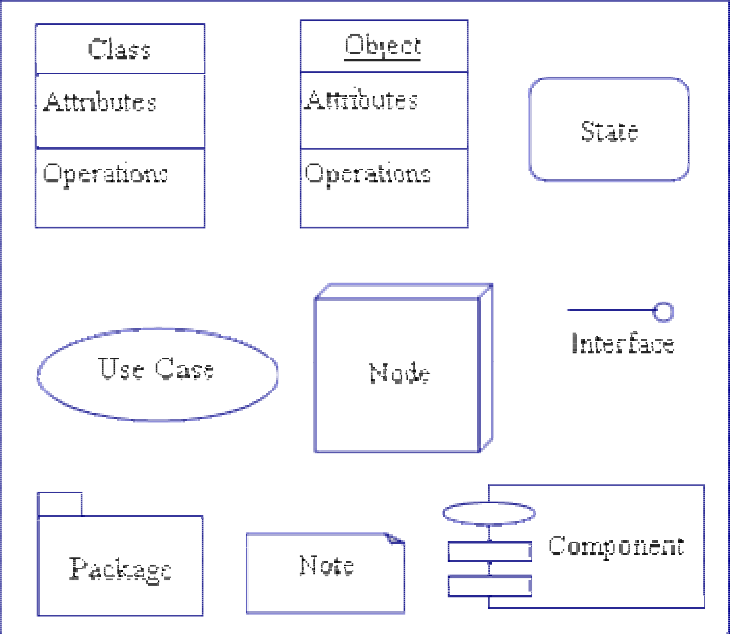 Class
Attributes
Operations
Object
Attributes
Operations
State
Use Case
Node
Interface
Package
Note
Component